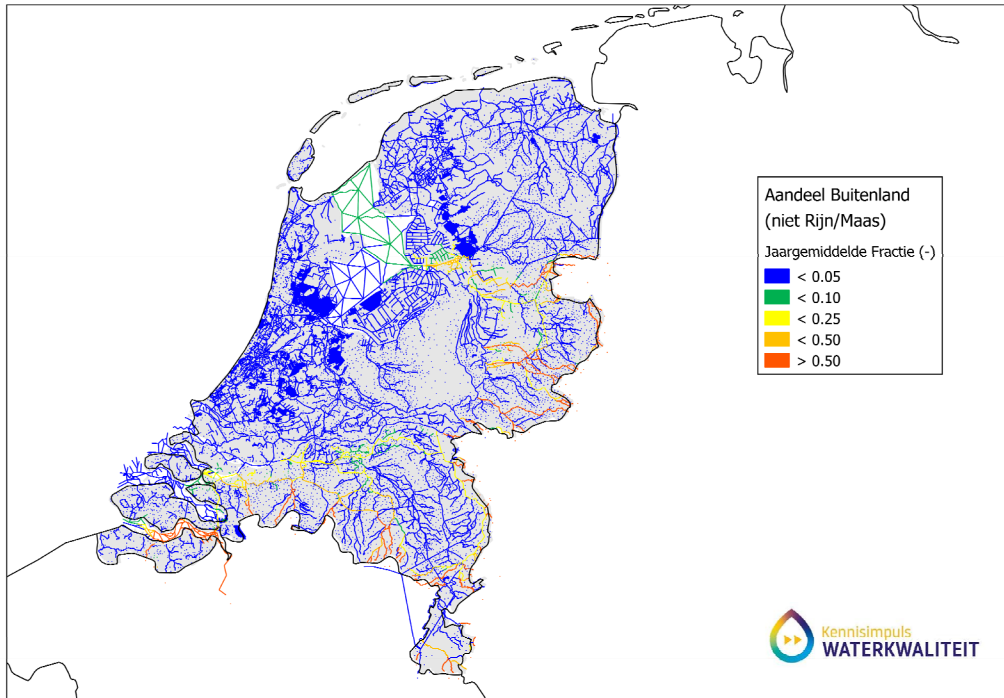 Aandeel Buitenland
(niet Rijn/Maas)
Jaargemiddelde Fractie (-)
< 0.05
< 0.10
< 0.25
< 0.50
> 0.50
Kennisimpuls
WATERKWALITEIT